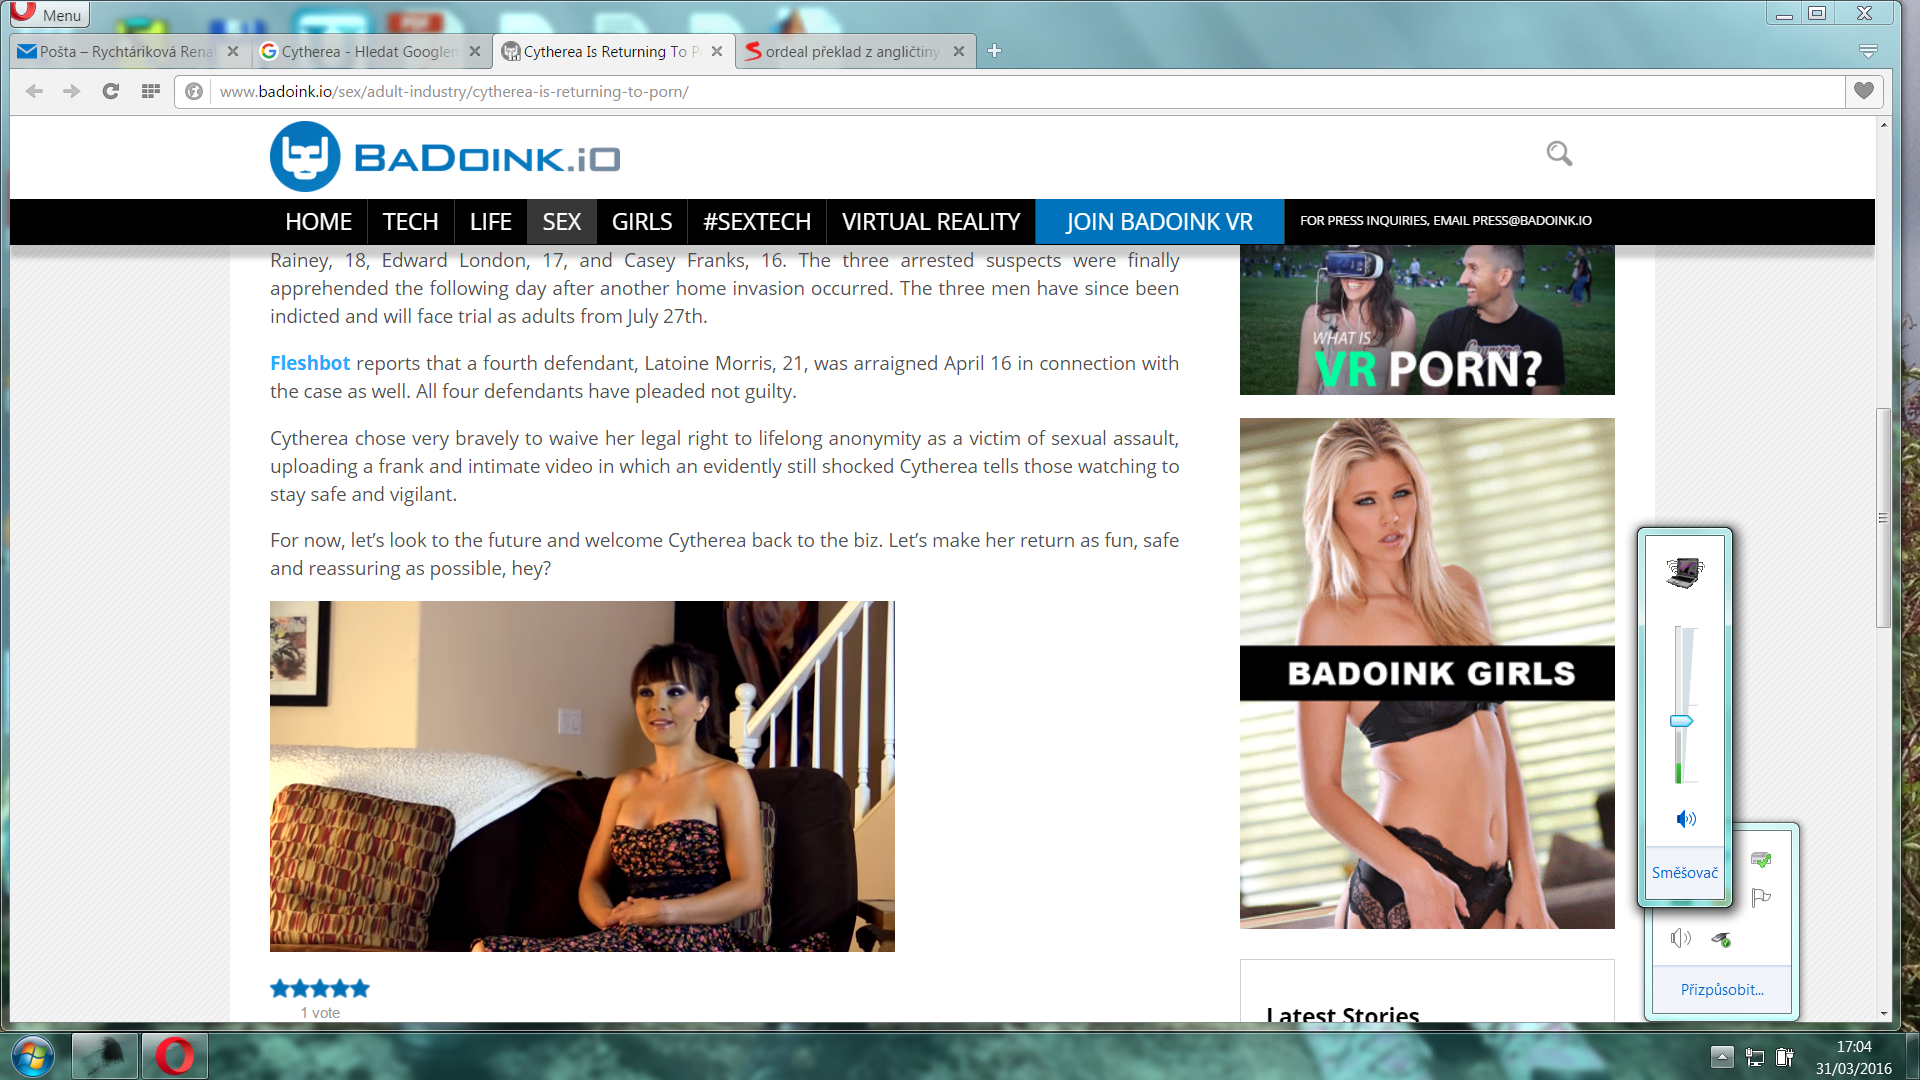 Menu
Pošta – Rychtáriková Rena
Cytherea - Hledat Googlem
Cytherea Is Returning To P
ordeal překlad z angličtiny
www.badoink.io/sex/adult-industry/cytherea-is-returning-to-porn/
BADOINK.iO
HOME
TECH
LIFE
SEX
GIRLS
#SEXTECH
VIRTUAL REALITY
JOIN BADOINK VR
FOR PRESS INQUIRIES, EMAIL PRESS@BADOINK.IO
Rainey, 18, Edward London, 17, and Casey Franks, 16. The three arrested suspects were finally
apprehended the following day after another home invasion occurred. The three men have since been
indicted and will face trial as adults from July 27th.
Fleshbot reports that a fourth defendant, Latoine Morris, 21, was arraigned April 16 in connection with
the case as well. All four defendants have pleaded not guilty.
Cytherea chose very bravely to waive her legal right to lifelong anonymity as a victim of sexual assault,
uploading a frank and intimate video in which an evidently still shocked Cytherea tells those watching to
stay safe and vigilant.
For now, let’s look to the future and welcome Cytherea back to the biz. Let’s make her return as fun, safe
and reassuring as possible, hey?
1 vote
WHAT IS
VR PORN?
BADOINK GIRLS
Latest Stories
Směšovač
Přizpůsobit...
17:04
31/03/2016